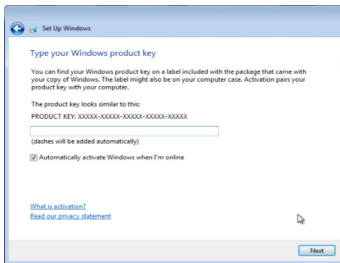 Set Up Windows
Type your Windows product key
You can find your Windows product key on a label included with the package that came with
your copy of Windows. The label might also be on your computer case. Activation pairs your
product key with your computer.
The product key looks similar to this:
PRODUCT KEY: XXXXX-XXXXX-XXXXX-XXXXX-XXXXX
(dashes will be added automatically)
Automatically activate Windows when I'm online
What is activation?
Read our privacy statement
Next